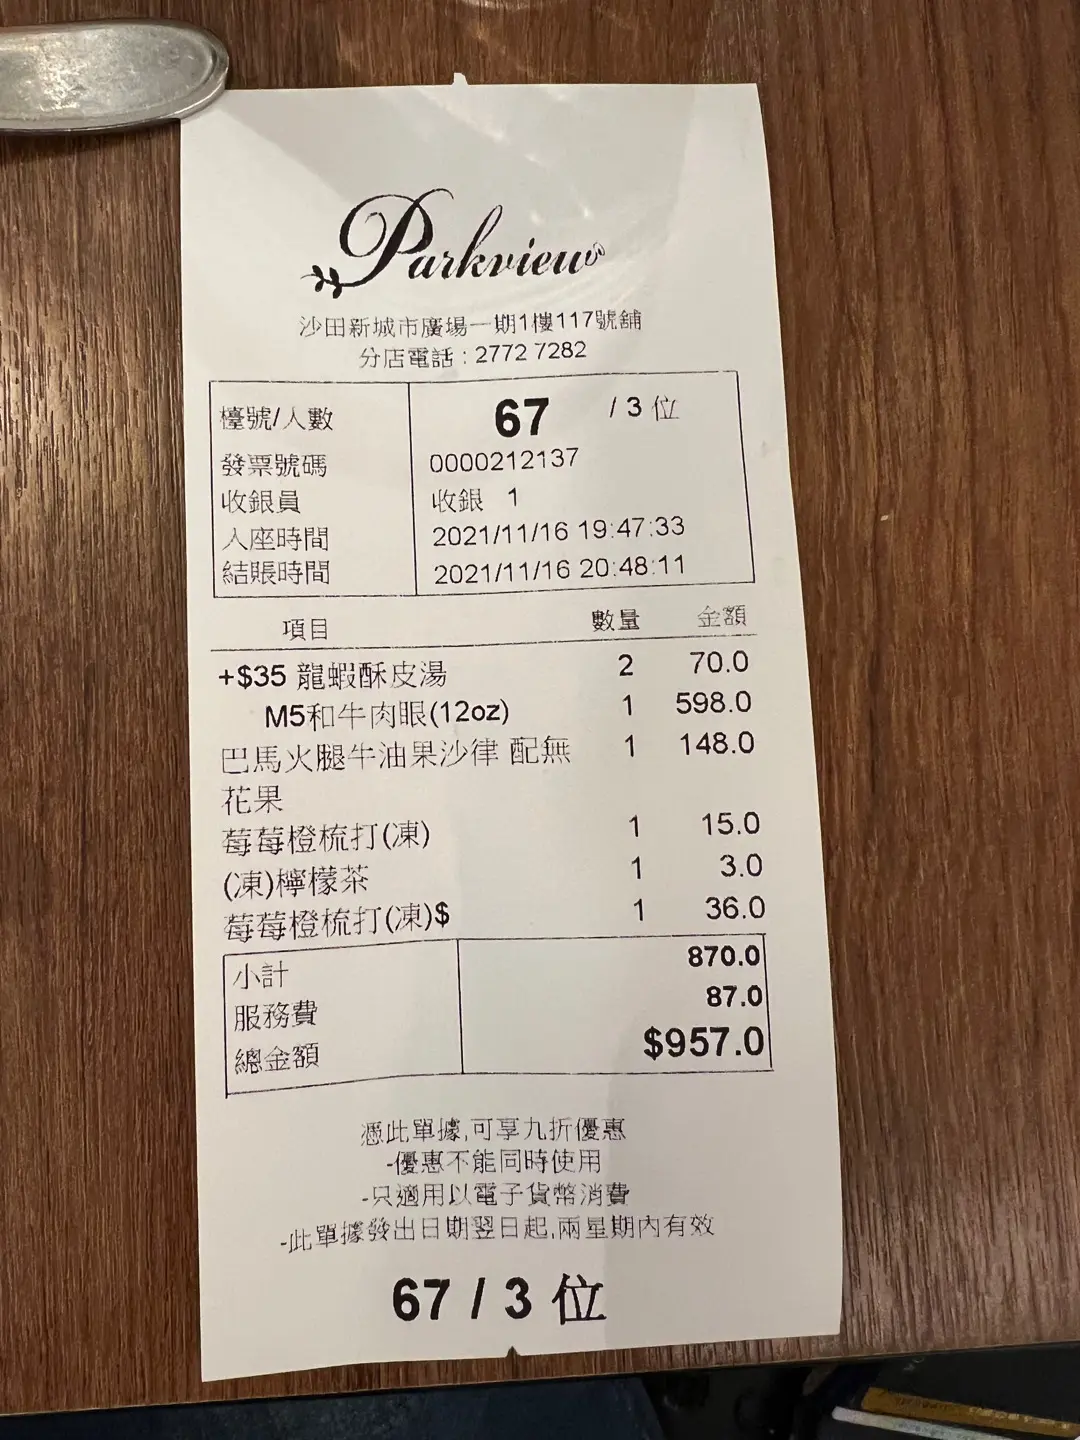 Parkview
沙田新城市廣場一期1樓117號舖
分店電話 : 2772 7282
檯號/人數 67 / 3 位
發票號碼 0000212137
收銀員 收銀 1
入座時間 2021/11/16 19:47:33
結賬時間 2021/11/16 20:48:11
項目 數量 金額
+$35 龍蝦酥皮湯 2 70.0
M5和牛肉眼(12oz) 1 598.0
巴馬火腿牛油果沙律 配無 1 148.0
花果
莓莓橙梳打(凍) 1 15.0
(凍)檸檬茶 1 3.0
莓莓橙梳打(凍)$ 1 36.0
小計 870.0
服務費 87.0
總金額 $957.0
憑此單據,可享九折優惠
-優惠不能同時使用
-只適用以電子貨幣消費
-此單據發出日期翌日起,兩星期內有效
67 / 3 位